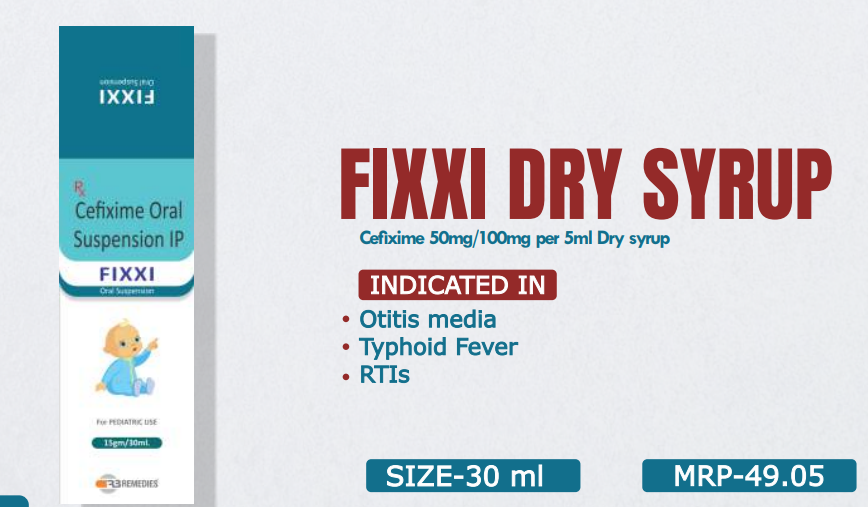 Oral Suspension
FIXXI
Rx
Cefixime Oral
Suspension IP
FIXXI
Oral Suspension
For PEDIATRIC USE
15gm/30mL
REMEDIES
FIXXI DRY SYRUP
Cefixime 50mg/100mg per 5ml Dry syrup
INDICATED IN
• Otitis media
• Typhoid Fever
• RTIs
SIZE-30 ml
MRP-49.05